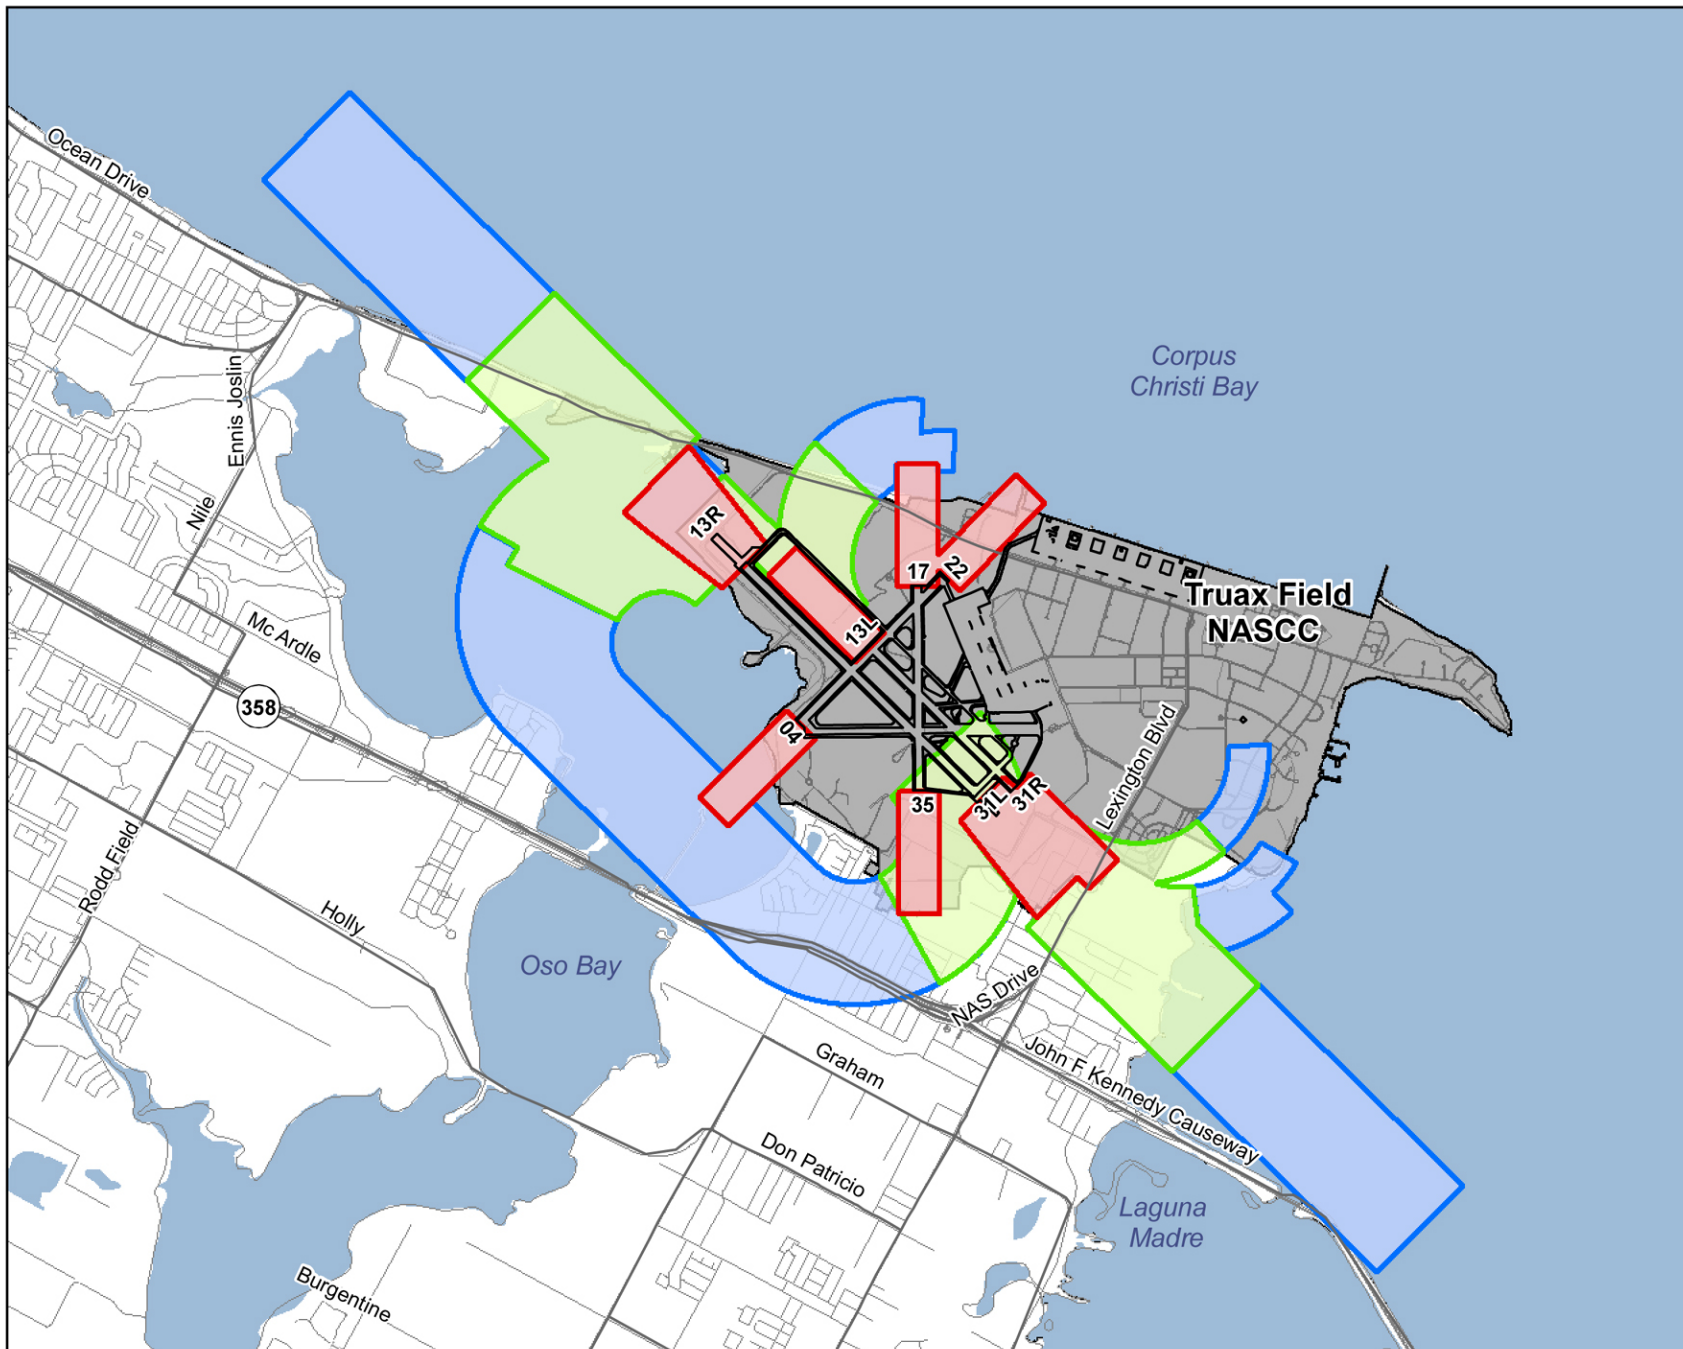 Ocean Drive
Corpus
Christi Bay
Ennis Joslin
Nile
13R
17
22
Truax Field
NASCC
Mc Ardle
13L
358
04
Lexington Blvd
35
31L
31R
Rodd Field
Holly
Oso Bay
NAS Drive
John F Kennedy Causeway
Graham
Don Patricio
Laguna
Madre
Burgentine